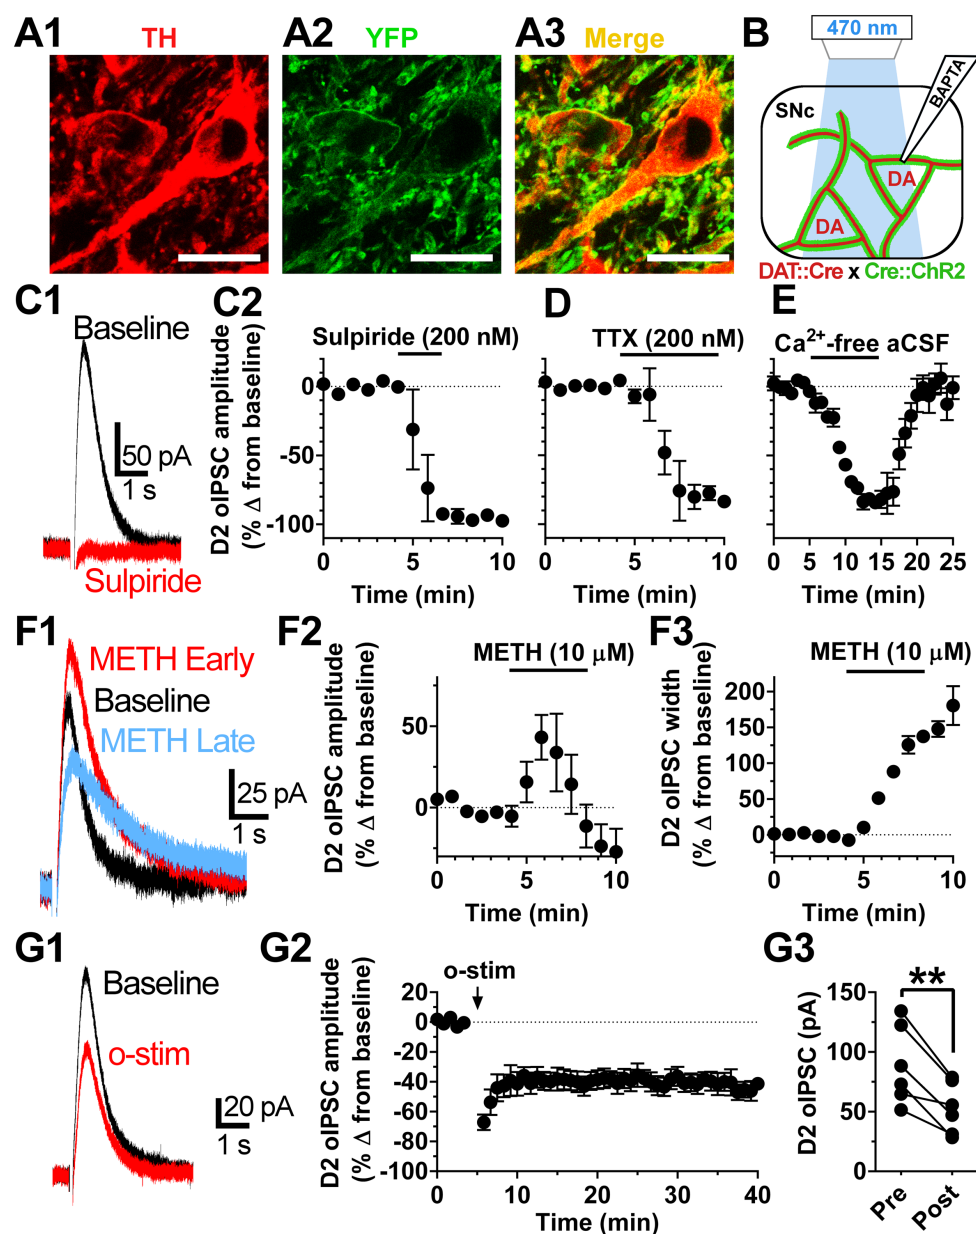 A1
TH
A2
YFP
A3
Merge
B
470 nm
BAPTA
SNc
DA
DA
DAT::Cre x Cre::ChR2
C1
Baseline
50 pA
1 s
Sulpiride
C2
Sulpiride (200 nM)
D2 oIPSC amplitude
(% Δ from baseline)
0
-50
-100
0
5
10
Time (min)
D
TTX (200 nM)
0
5
10
Time (min)
E
Ca²⁺-free aCSF
0
5
10
15
20
25
Time (min)
F1
METH Early
Baseline
METH Late
25 pA
1 s
F2
METH (10 μM)
D2 oIPSC amplitude
(% Δ from baseline)
50
0
0
5
10
Time (min)
F3
METH (10 μM)
D2 oIPSC width
(% Δ from baseline)
200
150
100
50
0
0
5
10
Time (min)
G1
Baseline
o-stim
20 pA
1 s
G2
o-stim
D2 oIPSC amplitude
(% Δ from baseline)
20
0
-20
-40
-60
-80
-100
0
10
20
30
40
Time (min)
G3
**
D2 oIPSC (pA)
150
100
50
0
Pre
Post